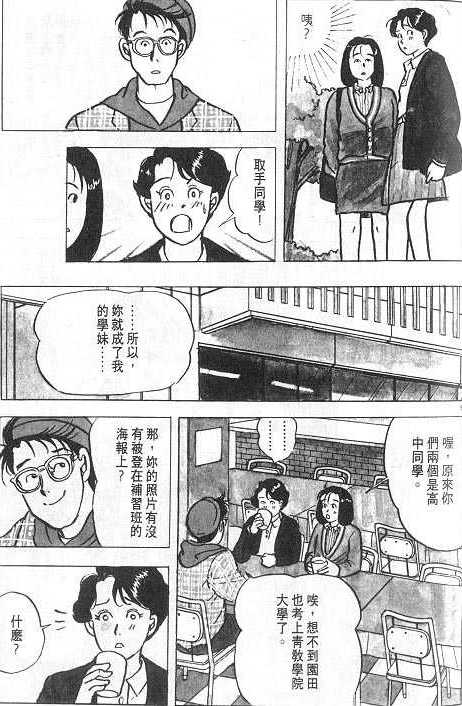 咦？
取手同學！
……所以，
妳就成了我
的學妹……
喔，原來你
們兩個是高
中同學。
唉，想不到園田
也考上青教學院
大學了。
那，妳的照片有沒
有被登在補習班的
海報上？
什麼？